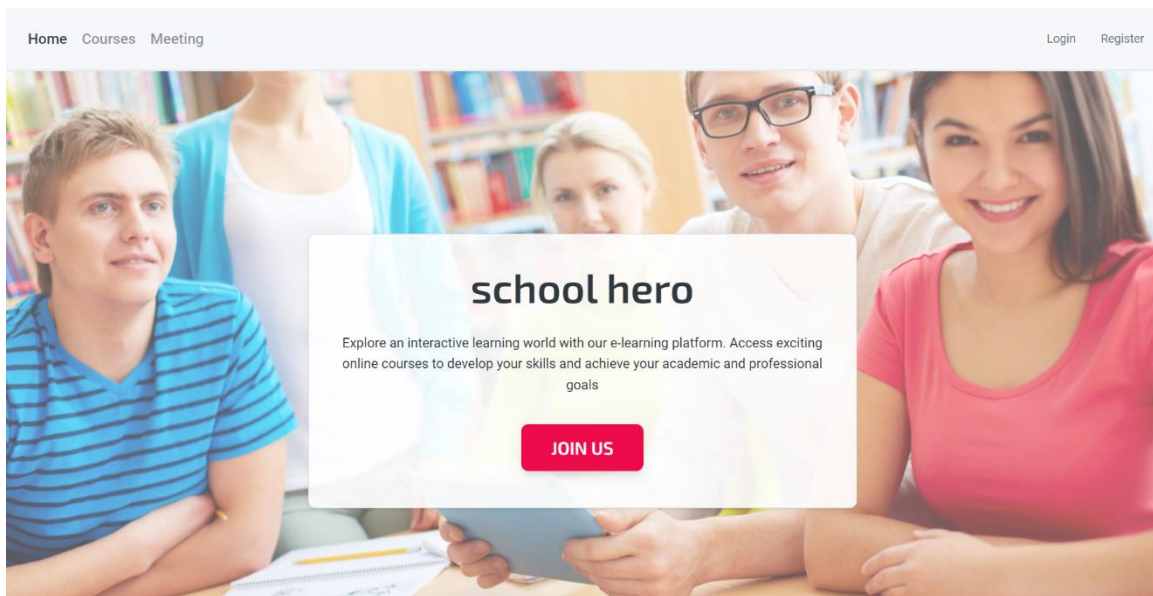 Home Courses Meeting
Login Register
school hero
Explore an interactive learning world with our e-learning platform. Access exciting
online courses to develop your skills and achieve your academic and professional
goals
JOIN US